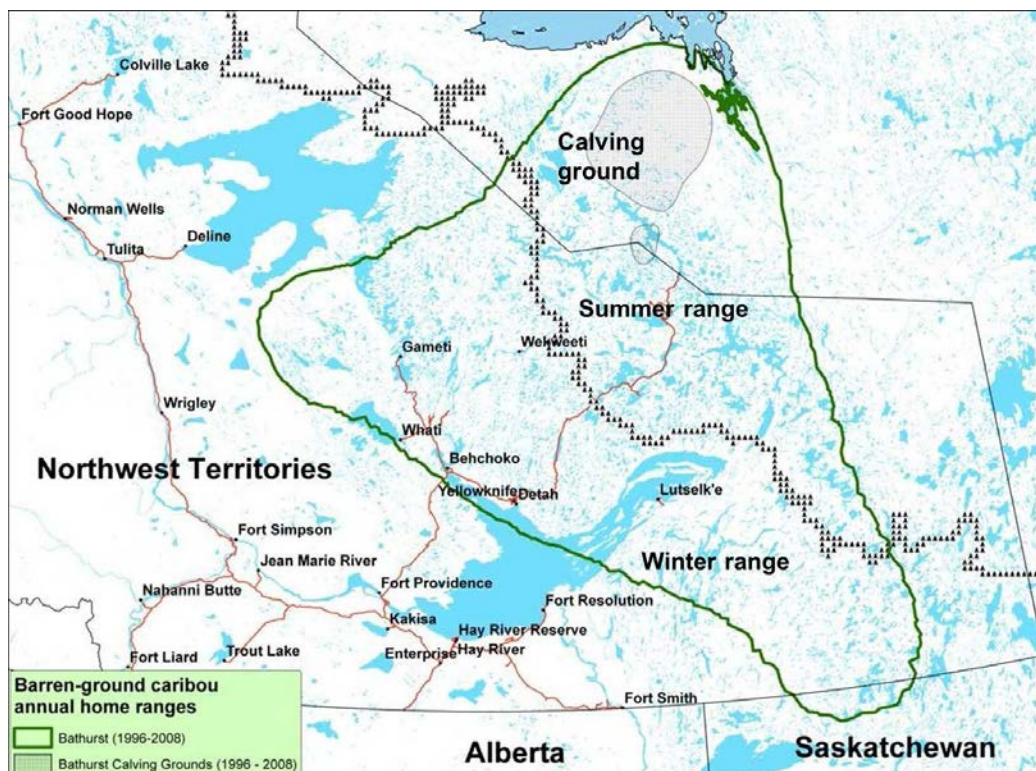 Colville Lake
Fort Good Hope
Calving
ground
Norman Wells
Deline
Tulita
Summer range
Gameti
Wekweeti
Wrigley
Whati
Northwest Territories
Behchoko
Yellowknife
Detah
Lutselk'e
Fort Simpson
Winter range
Jean Marie River
Nahanni Butte
Fort Providence
Fort Resolution
Kakisa
Hay River Reserve
Fort Liard
Trout Lake
Enterprise
Hay River
Fort Smith
Barren-ground caribou
annual home ranges
Bathurst (1996-2008)
Bathurst Calving Grounds (1996 - 2008)
Alberta
Saskatchewan